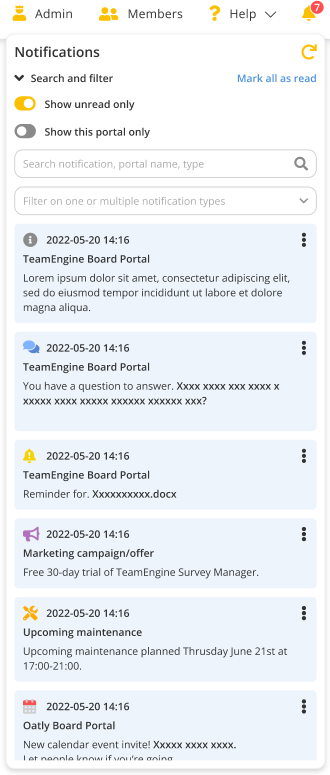 Admin Members Help 7
Notifications
Search and filter Mark all as read
Show unread only
Show this portal only
Search notification, portal name, type
Filter on one or multiple notification types
2022-05-20 14:16
TeamEngine Board Portal
Lorem ipsum dolor sit amet, consectetur adipiscing elit,
sed do eiusmod tempor incididunt ut labore et dolore
magna aliqua.
2022-05-20 14:16
TeamEngine Board Portal
You have a question to answer. Xxxx xxxx xxx xxxx x
xxxxx xxxx xxxxx xxxxxx xxxxxx xxx?
2022-05-20 14:16
TeamEngine Board Portal
Reminder for. Xxxxxxxxxx.docx
2022-05-20 14:16
Marketing campaign/offer
Free 30-day trial of TeamEngine Survey Manager.
2022-05-20 14:16
Upcoming maintenance
Upcoming maintenance planned Thrusday June 21st at
17:00-21:00.
2022-05-20 14:16
Oatly Board Portal
New calendar event invite! Xxxxx xxxx xxxx.
Let people know if you're going